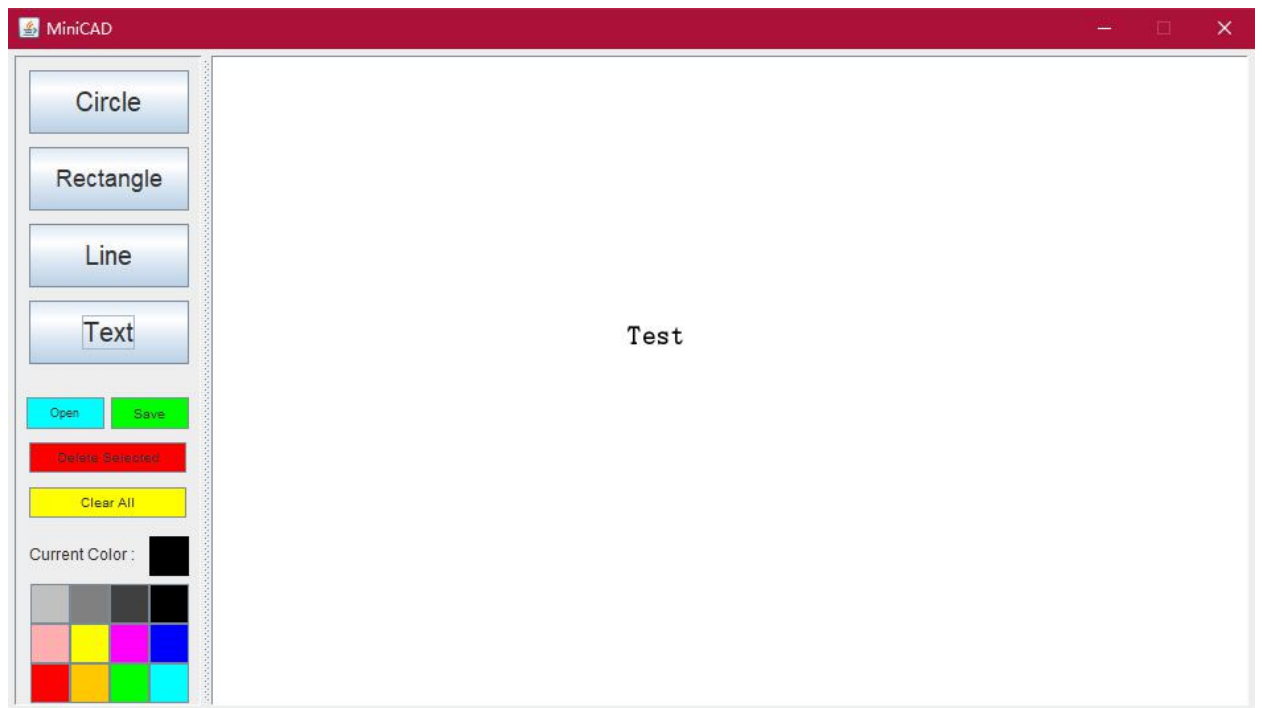 MiniCAD
Circle
Rectangle
Line
Text
Test
Open Save
Delete Selected
Clear All
Current Color :